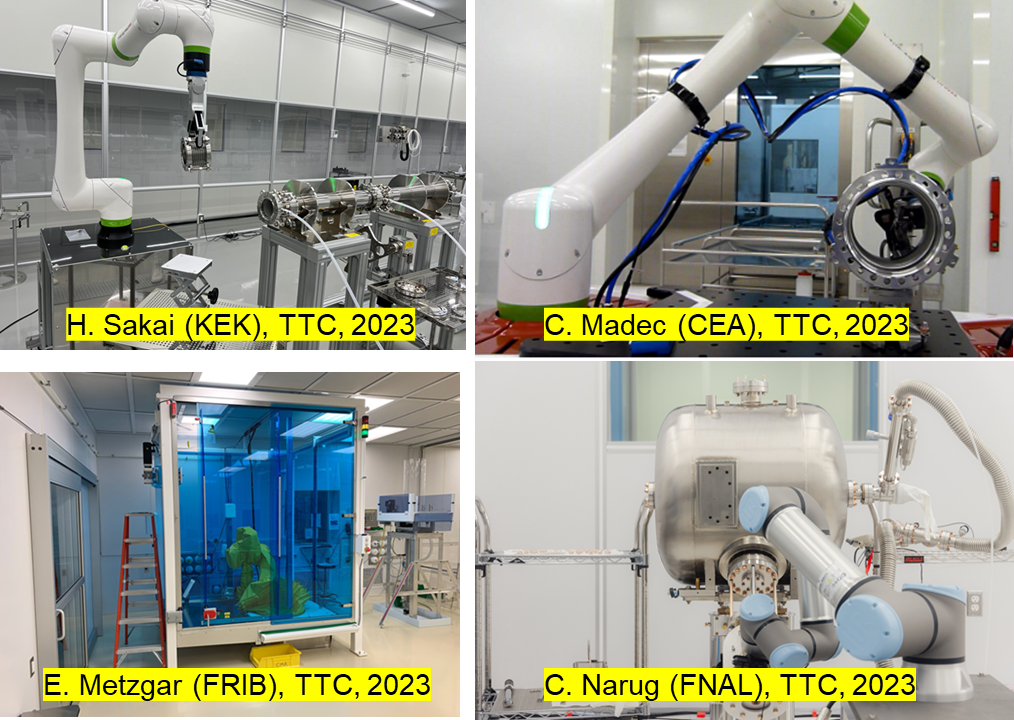 H. Sakai (KEK), TTC, 2023
C. Madec (CEA), TTC, 2023
E. Metzgar (FRIB), TTC, 2023
C. Narug (FNAL), TTC, 2023